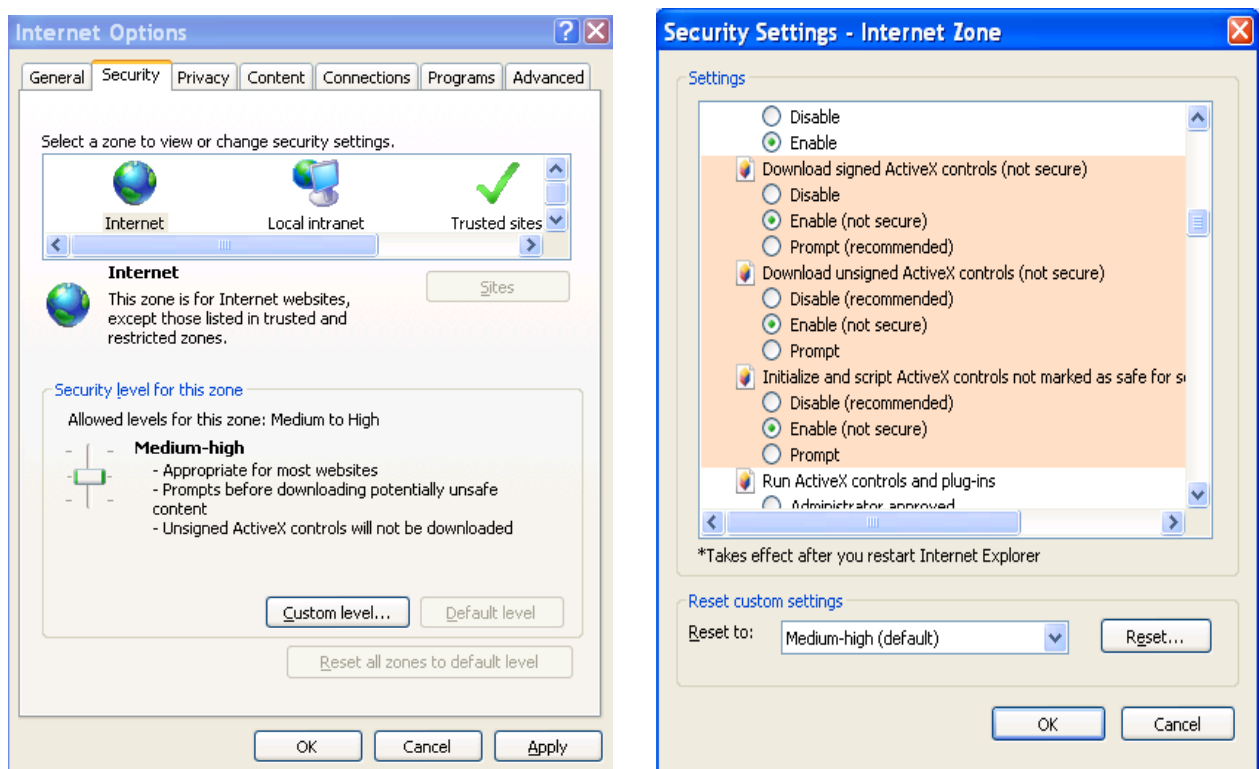 Internet Options
General Security Privacy Content Connections Programs Advanced
Select a zone to view or change security settings.
Internet Local intranet Trusted sites
Internet
Sites
This zone is for Internet websites,
except those listed in trusted and
restricted zones.
Security level for this zone
Allowed levels for this zone: Medium to High
Medium-high
- Appropriate for most websites
- Prompts before downloading potentially unsafe
content
- Unsigned ActiveX controls will not be downloaded
Custom level... Default level
Reset all zones to default level
OK Cancel Apply
Security Settings - Internet Zone
Settings
Disable
Enable
Download signed ActiveX controls (not secure)
Disable
Enable (not secure)
Prompt (recommended)
Download unsigned ActiveX controls (not secure)
Disable (recommended)
Enable (not secure)
Prompt
Initialize and script ActiveX controls not marked as safe for
Disable (recommended)
Enable (not secure)
Prompt
Run ActiveX controls and plug-ins
Administrator approved
*Takes effect after you restart Internet Explorer
Reset custom settings
Reset to: Medium-high (default) Reset...
OK Cancel